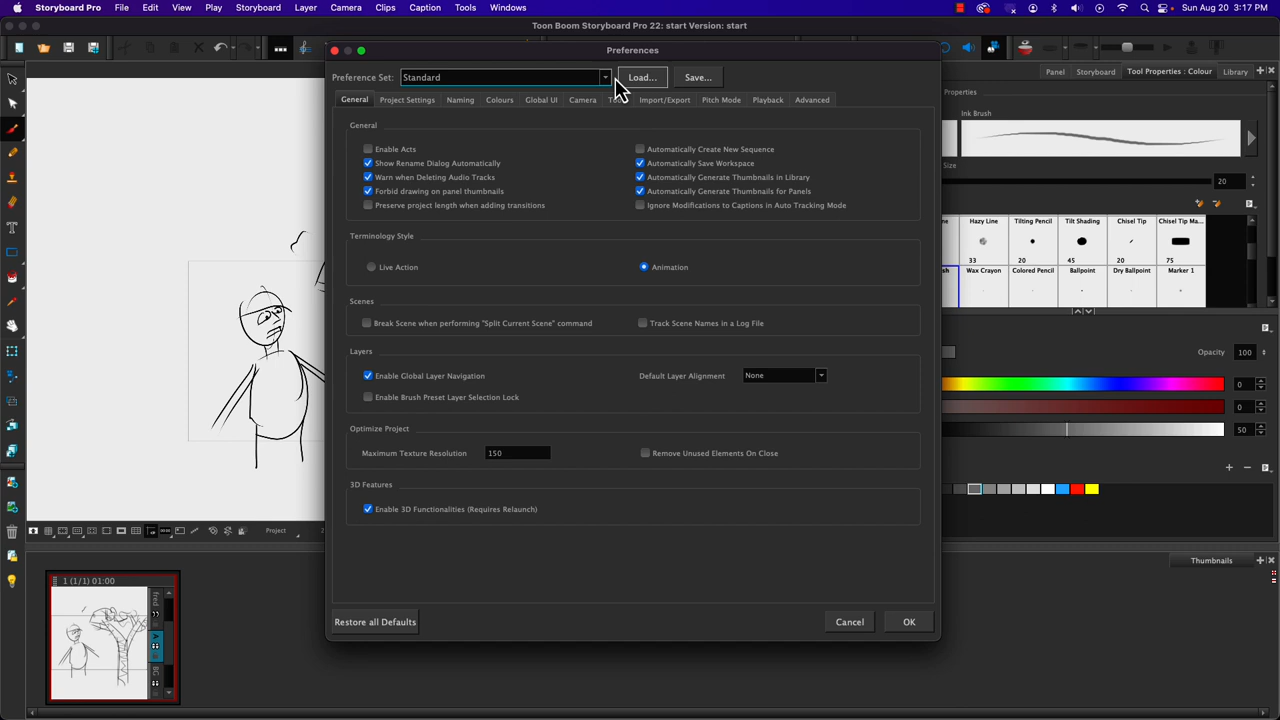 Storyboard Pro File Edit View Play Storyboard Layer Camera Clips Caption Tools Windows Help Sun Aug 20 3:17 PM
Toon Boom Storyboard Pro 22: start Version: start
Preferences
Preference Set: Standard Load... Save...
Panel Storyboard Tool Properties : Colour Library
General Project Settings Naming Colours Global UI Camera Import/Export Pitch Mode Playback Advanced
Properties
General
Ink Brush
Enable Acts Automatically Create New Sequence
Show Rename Dialog Automatically Automatically Save Workspace
Size
Warn when Deleting Audio Tracks Automatically Generate Thumbnails in Library
20
Forbid drawing on panel thumbnails Automatically Generate Thumbnails for Panels
Preserve project length when adding transitions Ignore Modifications to Captions in Auto Tracking Mode
Hazy Line Tilting Pencil Tilt Shading Chisel Tip Chisel Tip Ma...
Terminology Style
33 20 45 20 75
Live Action Animation
Wax Crayon Colored Pencil Ballpoint Dry Ballpoint Marker 1
Scenes
Break Scene when performing "Split Current Scene" command Track Scene Names in a Log File
Layers
Opacity 100
Enable Global Layer Navigation Default Layer Alignment None
0
Enable Brush Preset Layer Selection Lock
0
Optimize Project
50
Maximum Texture Resolution 150 Remove Unused Elements On Close
3D Features
Enable 3D Functionalities (Requires Relaunch)
Project
Thumbnails
1 (1/1) 01:00
fred
A
BG
Restore all Defaults Cancel OK